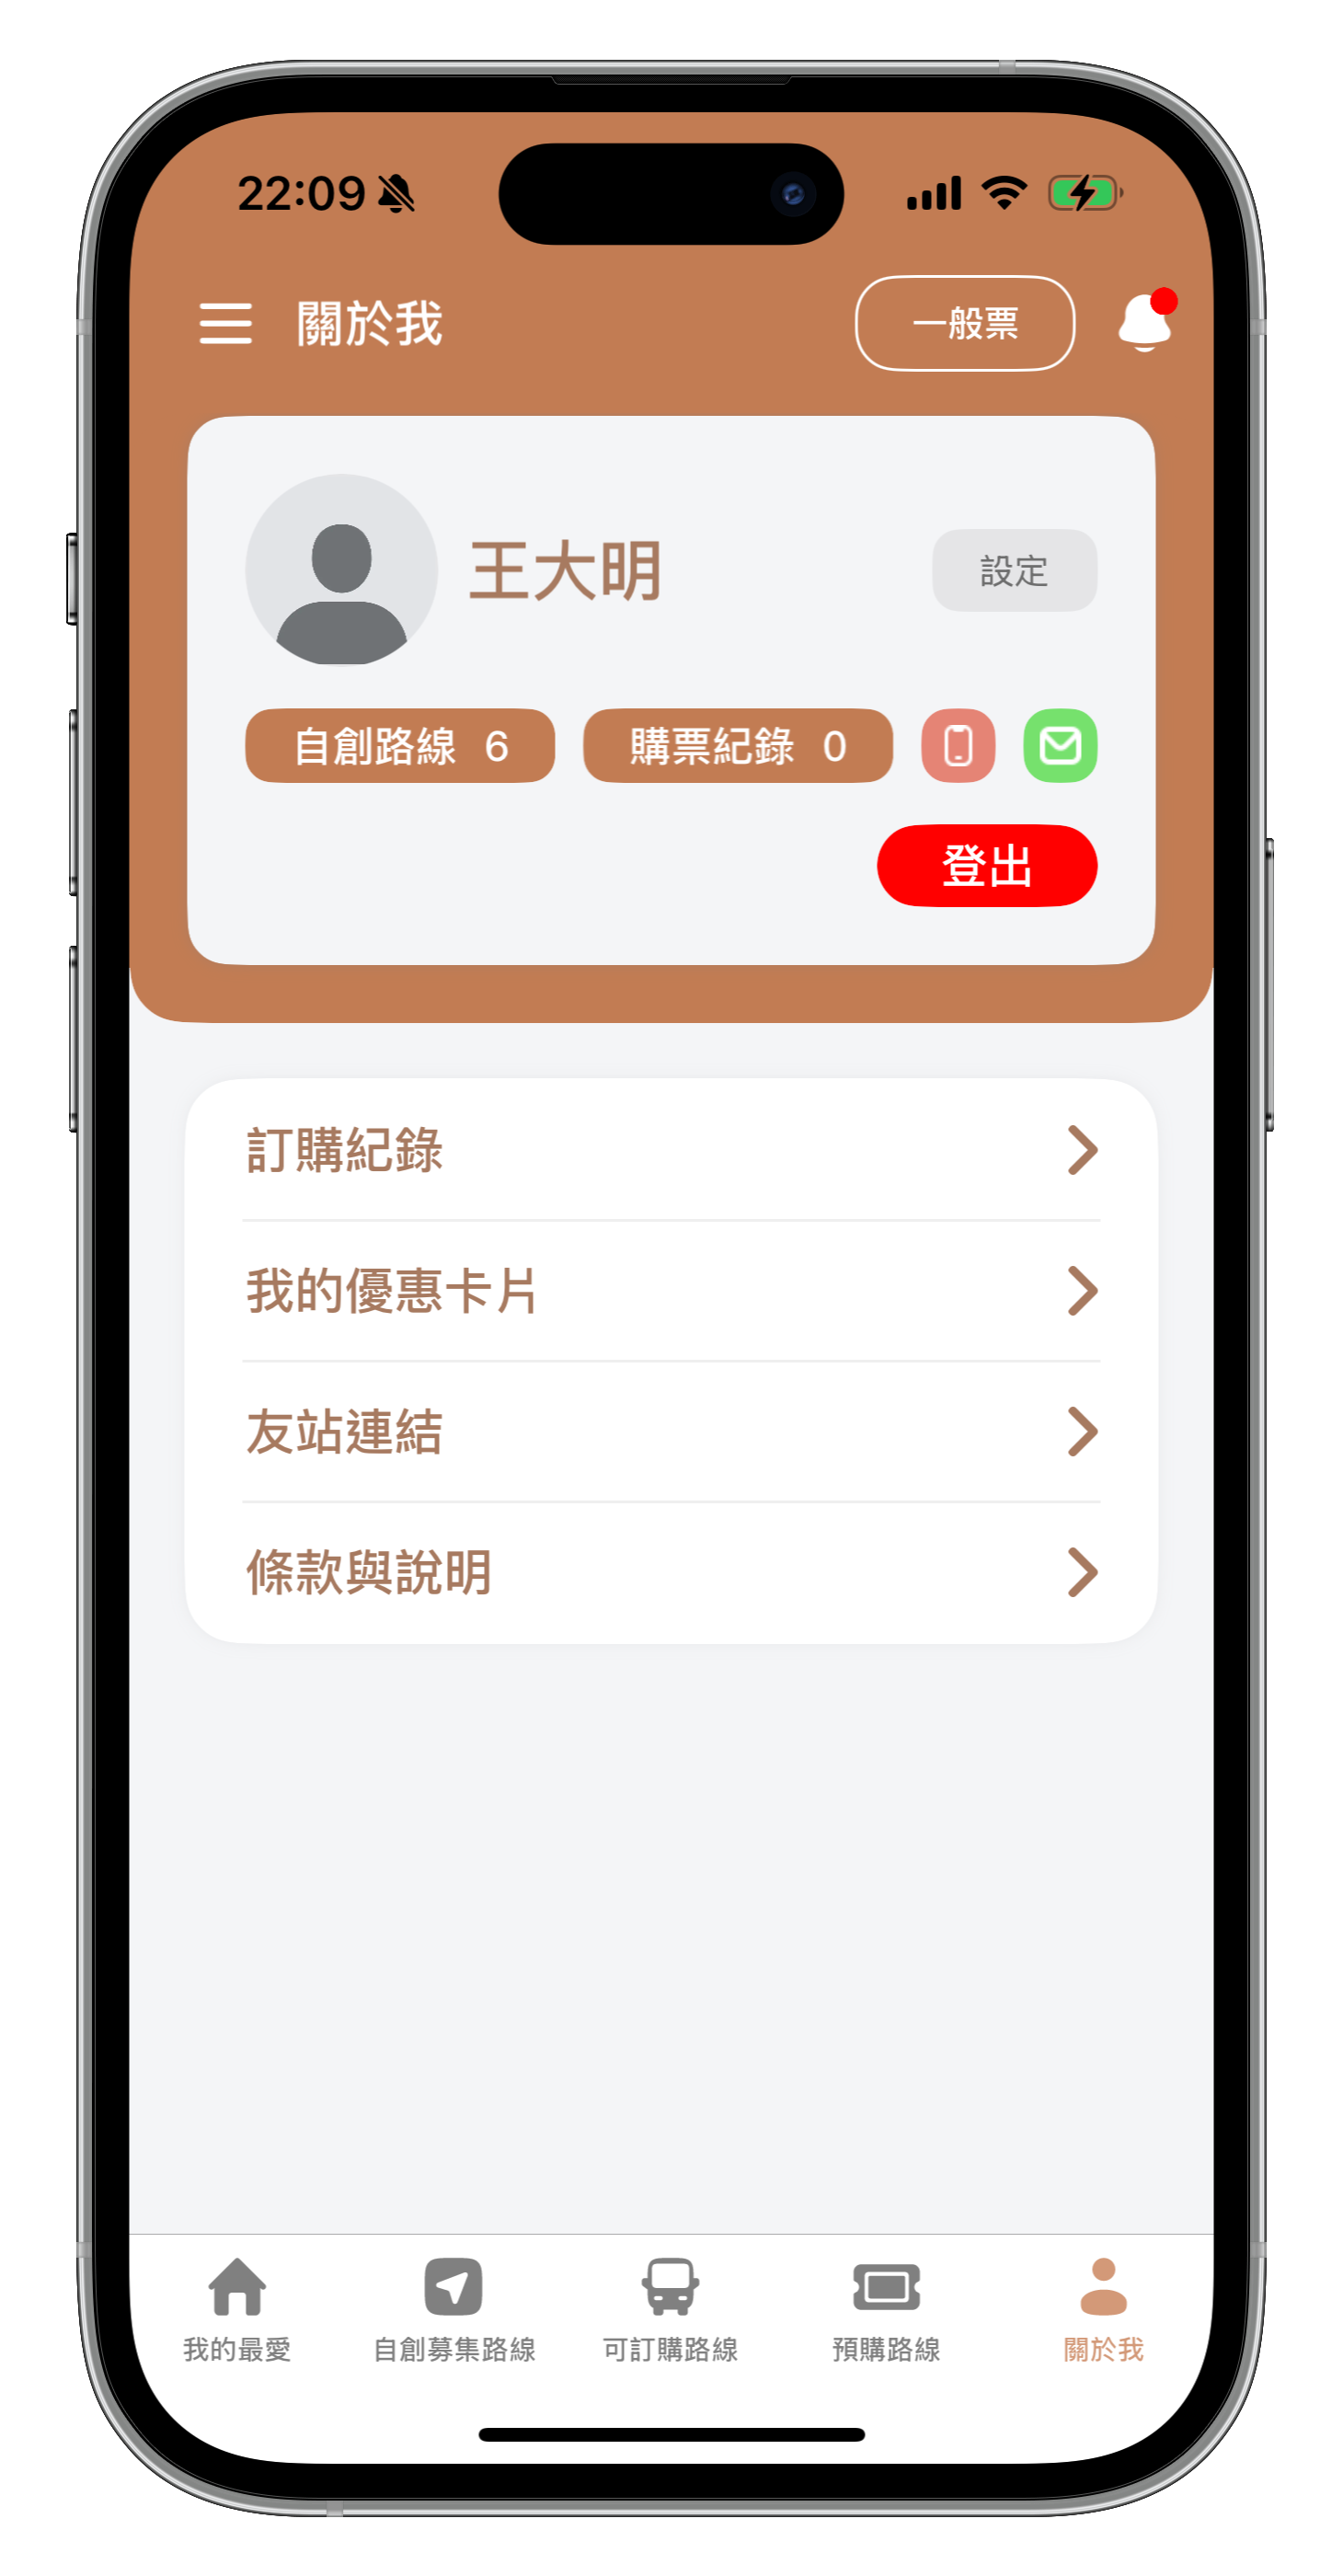 22:09
關於我
一般票
王大明
設定
自創路線 6
購票紀錄 0
登出
訂購紀錄
我的優惠卡片
友站連結
條款與說明
我的最愛
自創募集路線
可訂購路線
預購路線
關於我